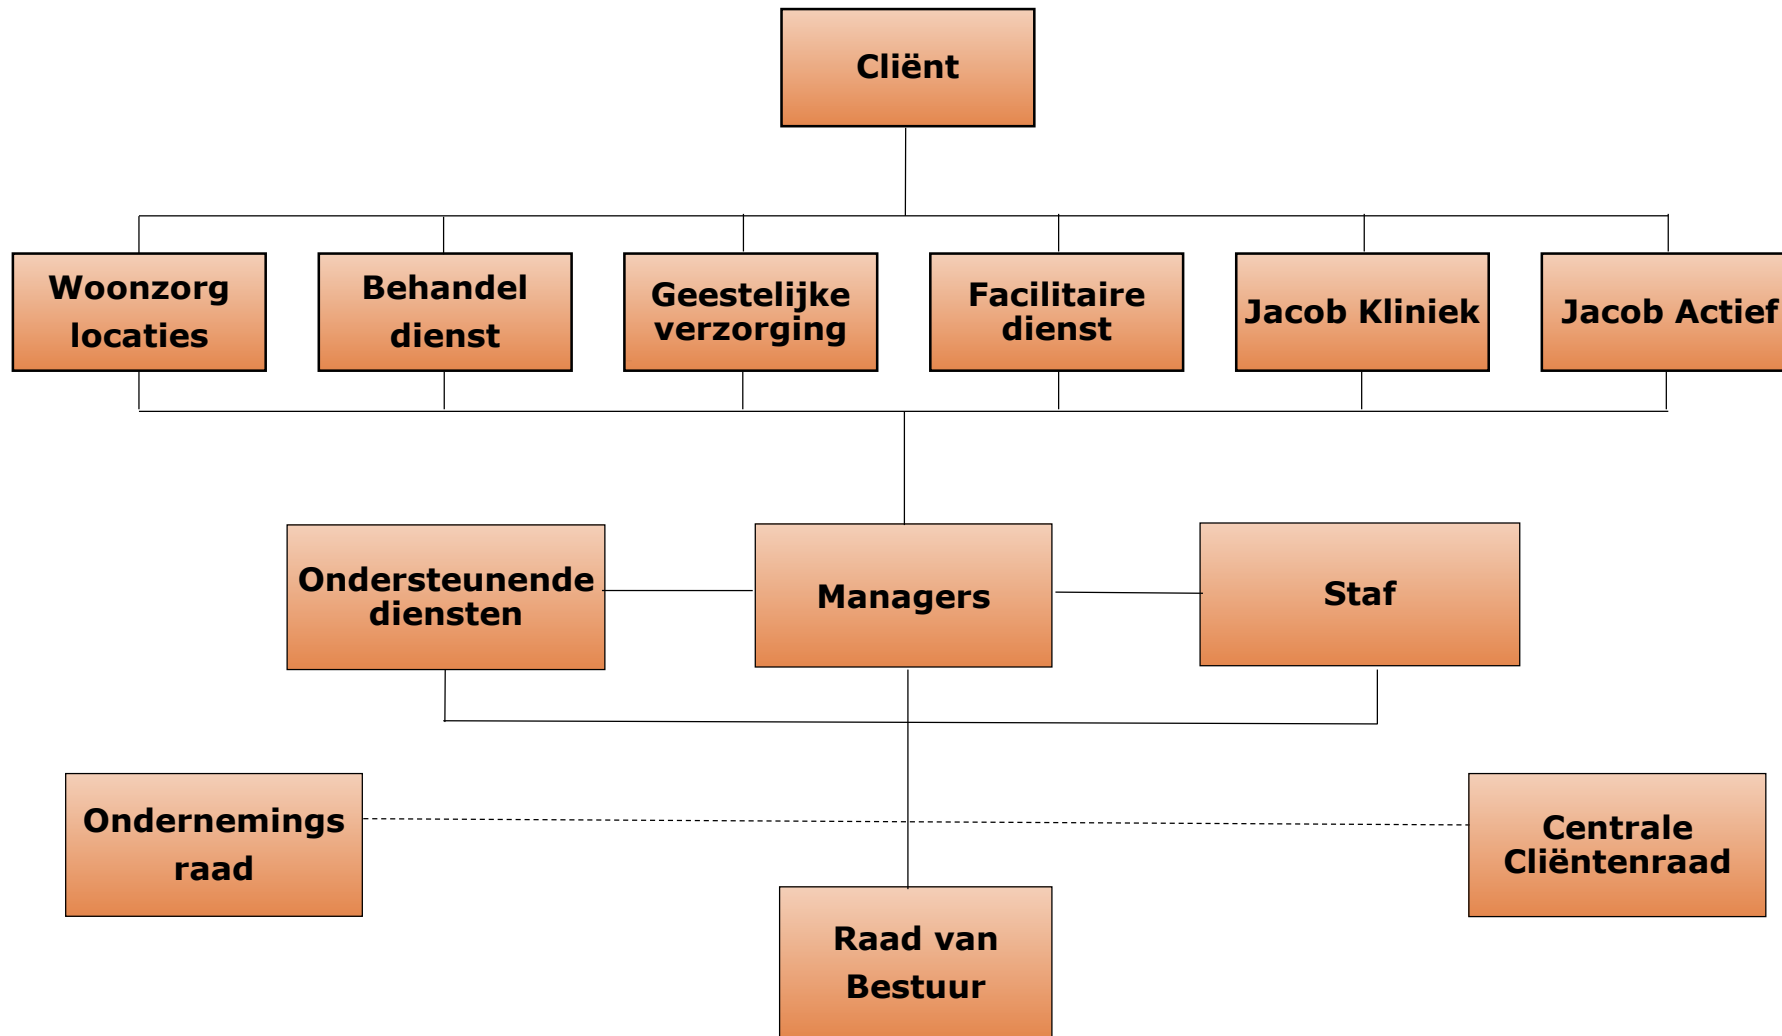 Cliënt
Woonzorg
locaties
Behandel
dienst
Geestelijke
verzorging
Facilitaire
dienst
Jacob Kliniek
Jacob Actief
Ondersteunende
diensten
Managers
Staf
Ondernemings
raad
Centrale
Cliëntenraad
Raad van
Bestuur